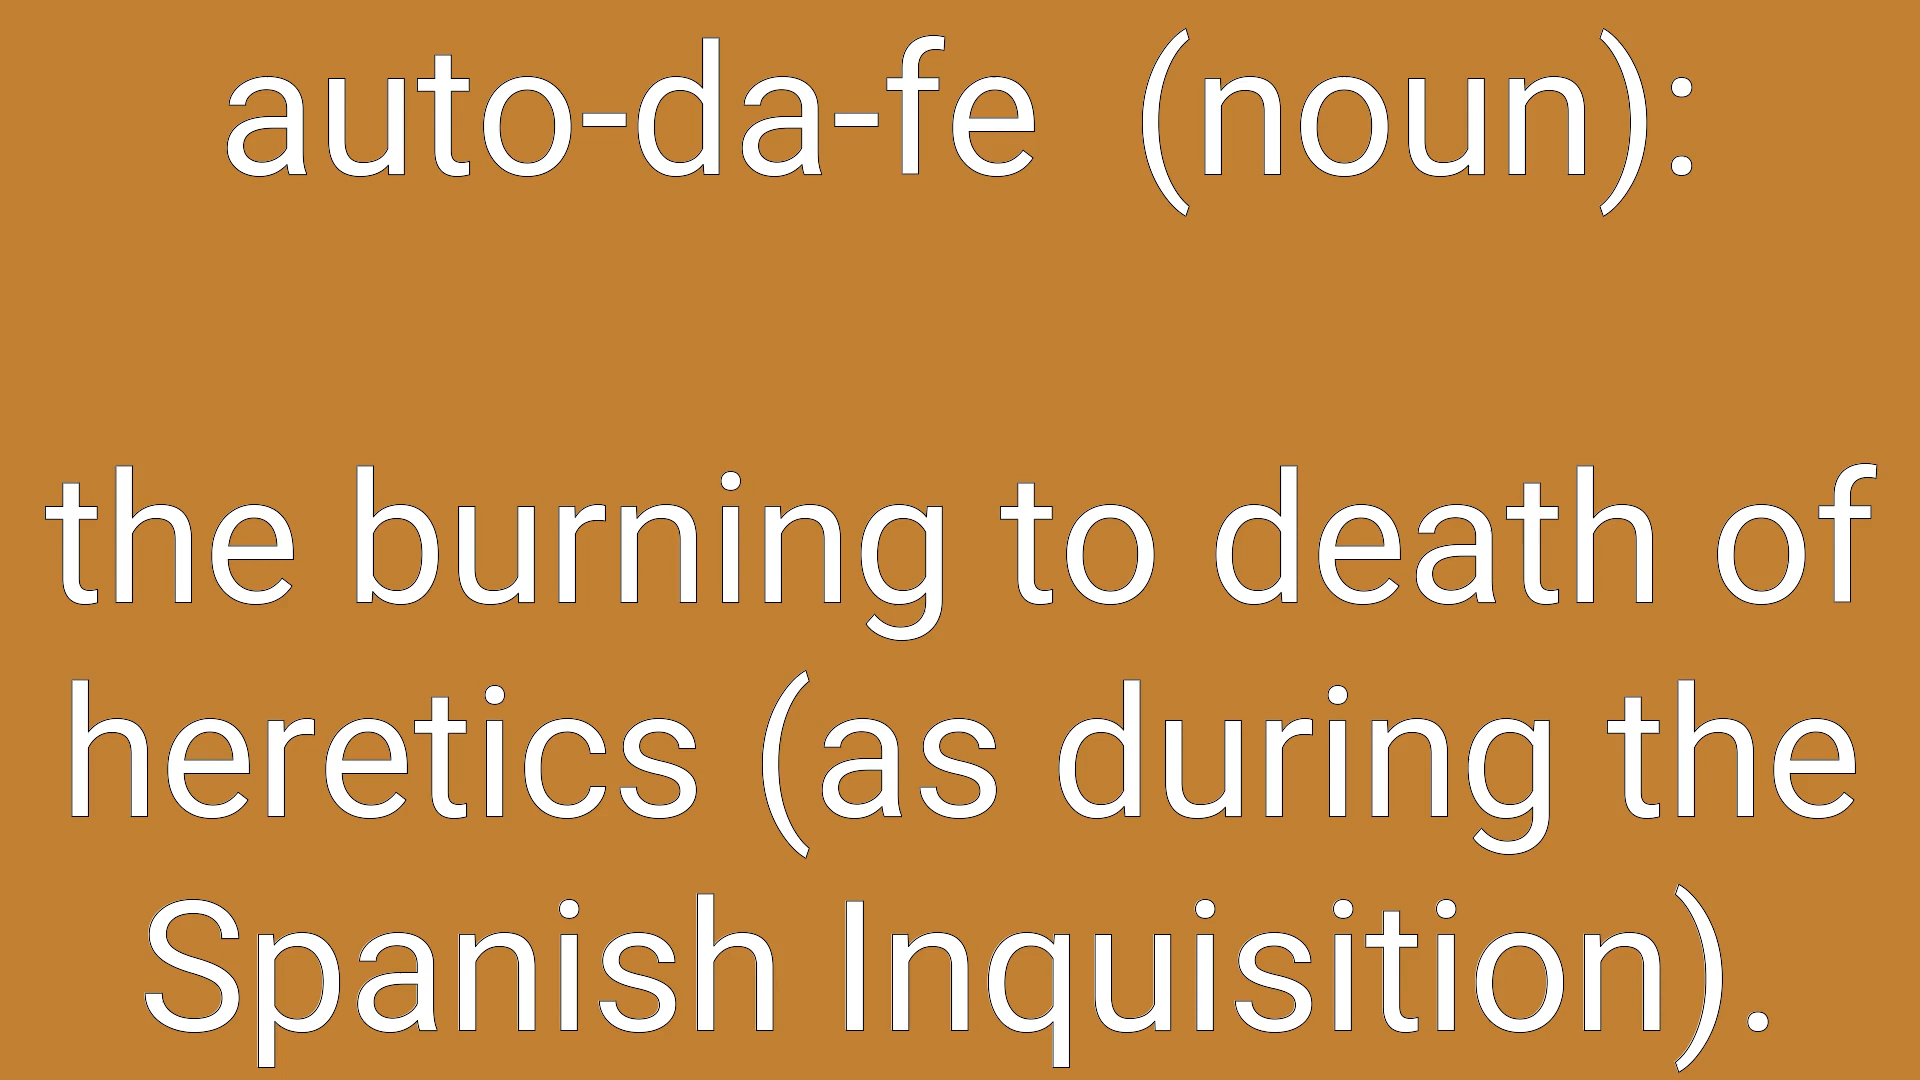 auto-da-fe  (noun):
the burning to death of
heretics (as during the
Spanish Inquisition).